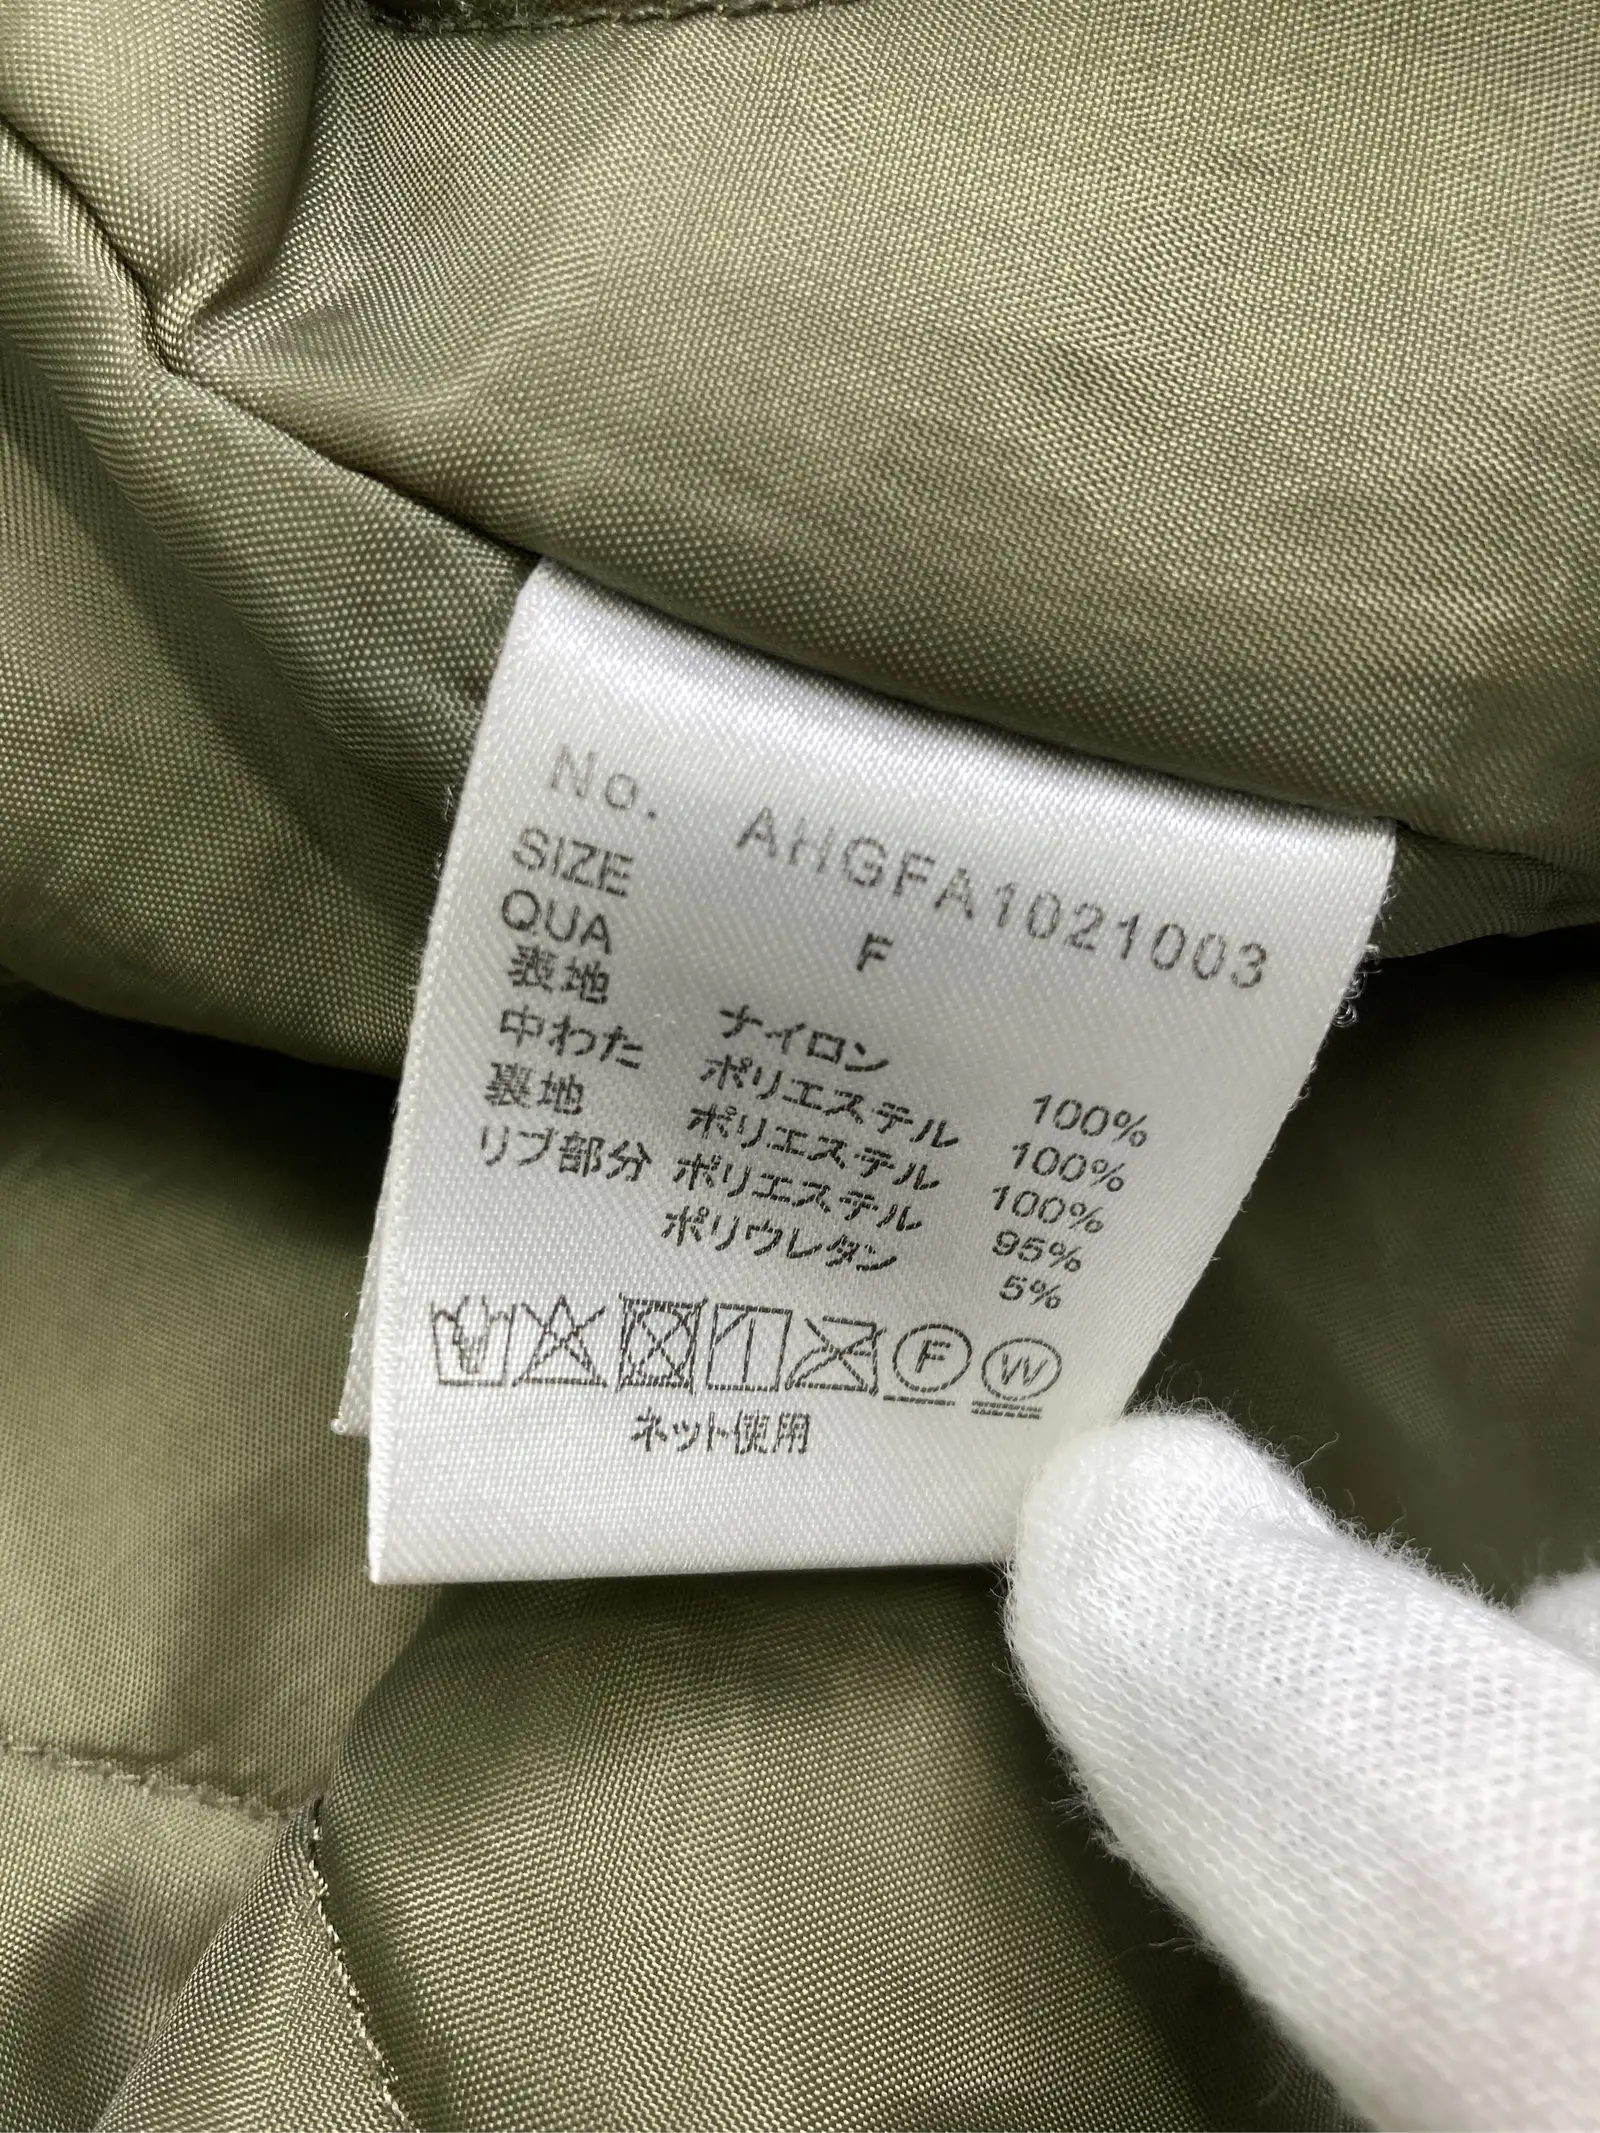 No. AHGFA1021003
SIZE F
QUA
表地 ナイロン 100%
中わた ポリエステル 100%
裏地 ポリエステル 100%
リブ部分 ポリエステル 95%
ポリウレタン 5%
F W
ネット使用